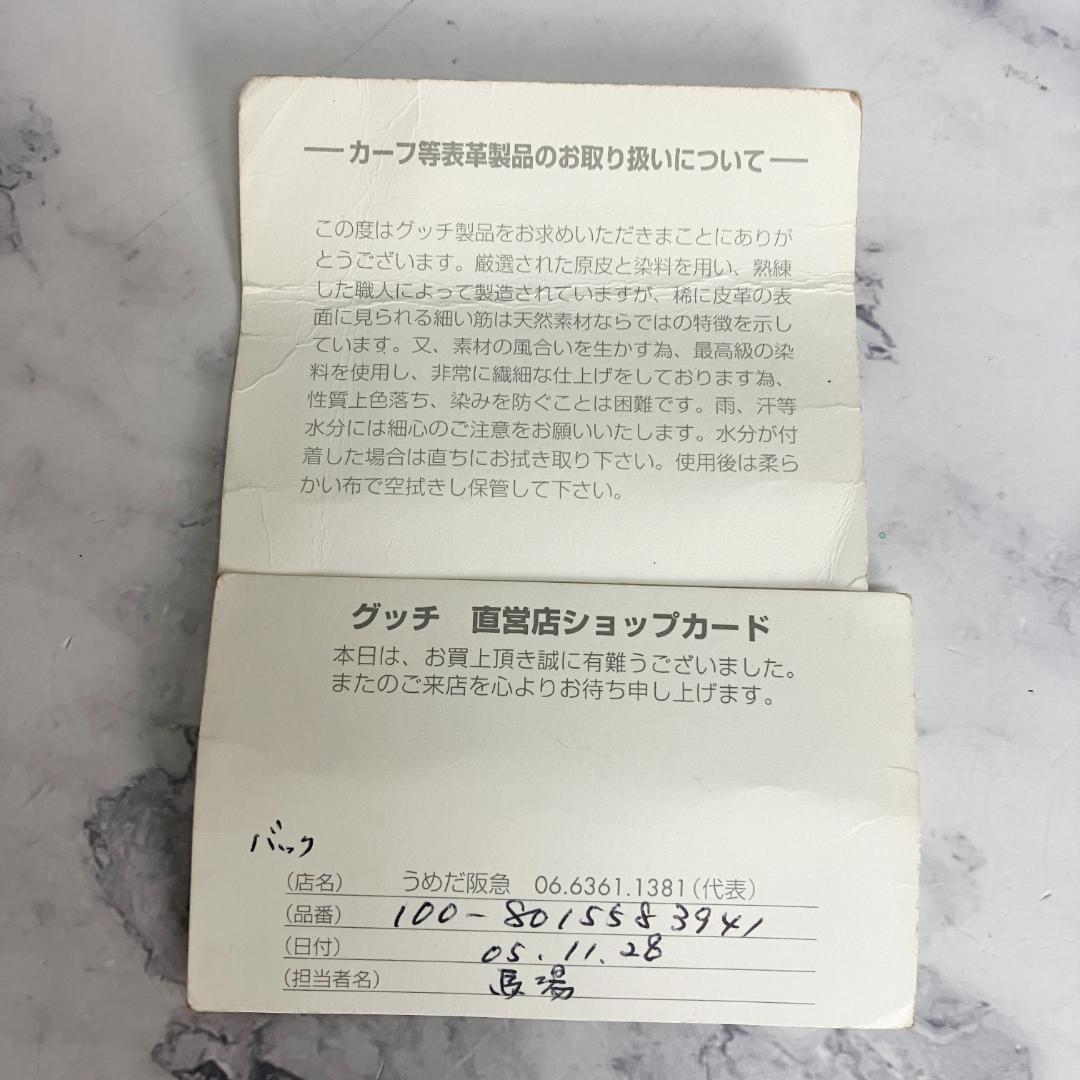 カーフ等表革製品のお取り扱いについて
この度はグッチ製品をお求めいただきまことにありが
とうございます。厳選された原皮と染料を用い、熟練
した職人によって製造されていますが、稀に皮革の表
面に見られる細い筋は天然素材ならではの特徴を示し
ています。又、素材の風合いを生かす為、最高級の染
料を使用し、非常に繊細な仕上げをしております為、
性質上色落ち、染みを防ぐことは困難です。雨、汗等
水分には細心のご注意をお願いいたします。水分が付
着した場合は直ちにお拭き取り下さい。使用後は柔ら
かい布で空拭きし保管して下さい。
グッチ 直営店ショップカード
本日は、お買上頂き誠に有難うございました。
またのご来店を心よりお待ち申し上げます。
バック
(店名) うめだ阪急 06.6361.1381(代表)
(品番) 100-8015583941
(日付) 05.11.28
(担当者名) 馬場